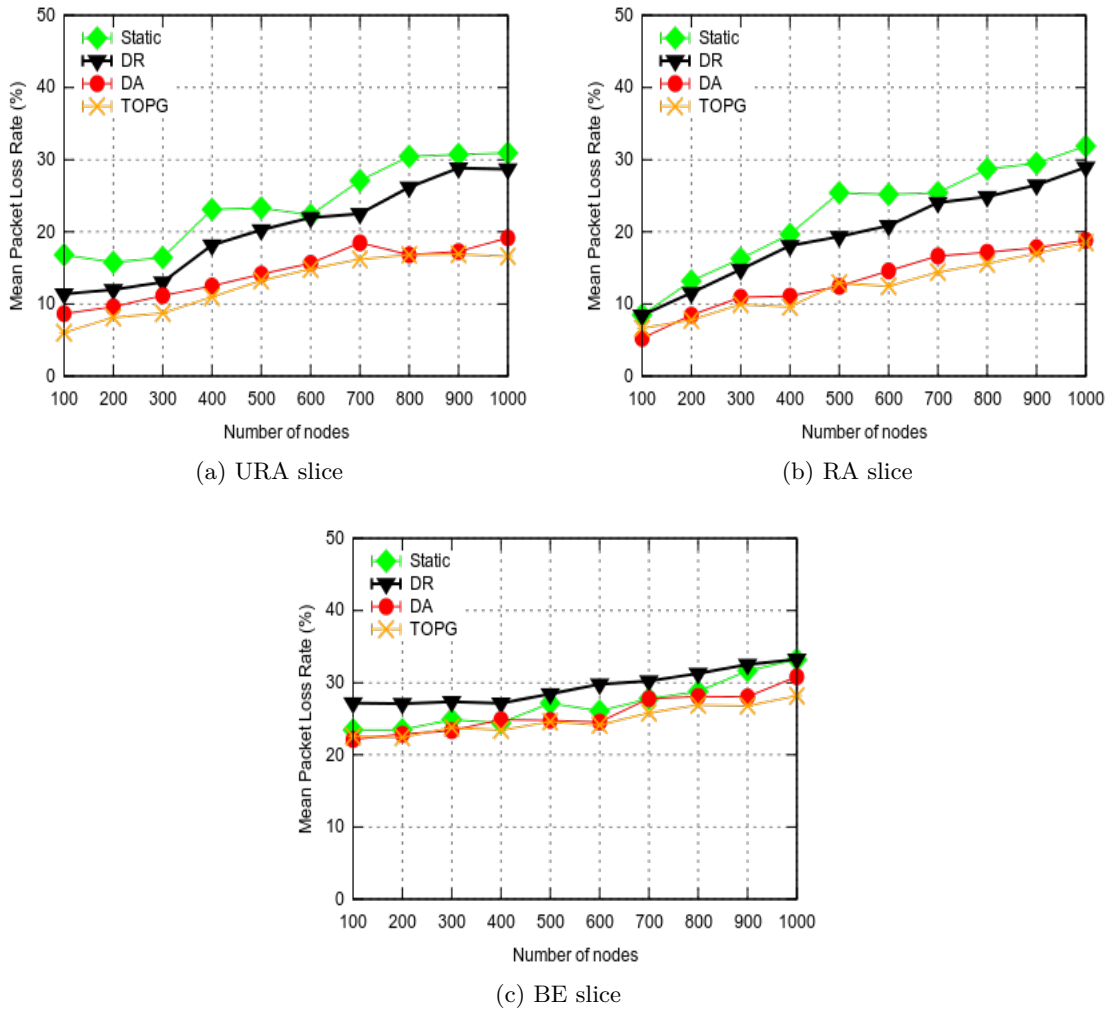 50
40
30
20
10
0
Mean Packet Loss Rate (%)
Static
DR
DA
TOPG
100 200 300 400 500 600 700 800 900 1000
Number of nodes
(a) URA slice
50
40
30
20
10
0
Mean Packet Loss Rate (%)
Static
DR
DA
TOPG
100 200 300 400 500 600 700 800 900 1000
Number of nodes
(b) RA slice
50
40
30
20
10
0
Mean Packet Loss Rate (%)
Static
DR
DA
TOPG
100 200 300 400 500 600 700 800 900 1000
Number of nodes
(c) BE slice